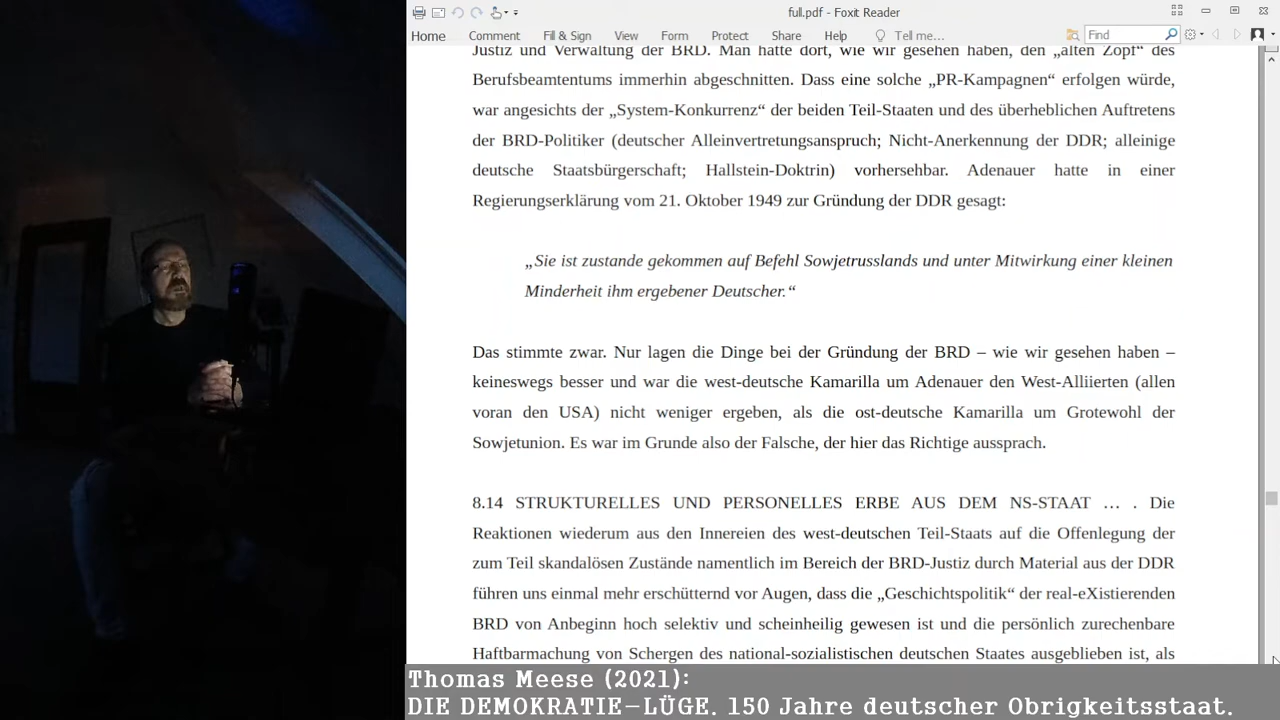 full.pdf - Foxit Reader
Home Comment Fill & Sign View Form Protect Share Help Tell me… Find
Justiz und Verwaltung der BRD. Man hatte dort, wie wir gesehen haben, den „alten Zopf“ des
Berufsbeamtentums immerhin abgeschnitten. Dass eine solche „PR-Kampagnen“ erfolgen würde,
war angesichts der „System-Konkurrenz“ der beiden Teil-Staaten und des überheblichen Auftretens
der BRD-Politiker (deutscher Alleinvertretungsanspruch; Nicht-Anerkennung der DDR; alleinige
deutsche Staatsbürgerschaft; Hallstein-Doktrin) vorhersehbar. Adenauer hatte in einer
Regierungserklärung vom 21. Oktober 1949 zur Gründung der DDR gesagt:
„Sie ist zustande gekommen auf Befehl Sowjetrusslands und unter Mitwirkung einer kleinen
Minderheit ihm ergebener Deutscher.“
Das stimmte zwar. Nur lagen die Dinge bei der Gründung der BRD – wie wir gesehen haben –
keineswegs besser und war die west-deutsche Kamarilla um Adenauer den West-Alliierten (allen
voran den USA) nicht weniger ergeben, als die ost-deutsche Kamarilla um Grotewohl der
Sowjetunion. Es war im Grunde also der Falsche, der hier das Richtige aussprach.
8.14 STRUKTURELLES UND PERSONELLES ERBE AUS DEM NS-STAAT … . Die
Reaktionen wiederum aus den Innereien des west-deutschen Teil-Staats auf die Offenlegung der
zum Teil skandalösen Zustände namentlich im Bereich der BRD-Justiz durch Material aus der DDR
führen uns einmal mehr erschütternd vor Augen, dass die „Geschichtspolitik“ der real-eXistierenden
BRD von Anbeginn hoch selektiv und scheinheilig gewesen ist und die persönlich zurechenbare
Haftbarmachung von Schergen des national-sozialistischen deutschen Staates ausgeblieben ist, als
Thomas Meese (2021):
DIE DEMOKRATIE-LÜGE. 150 Jahre deutscher Obrigkeitsstaat.